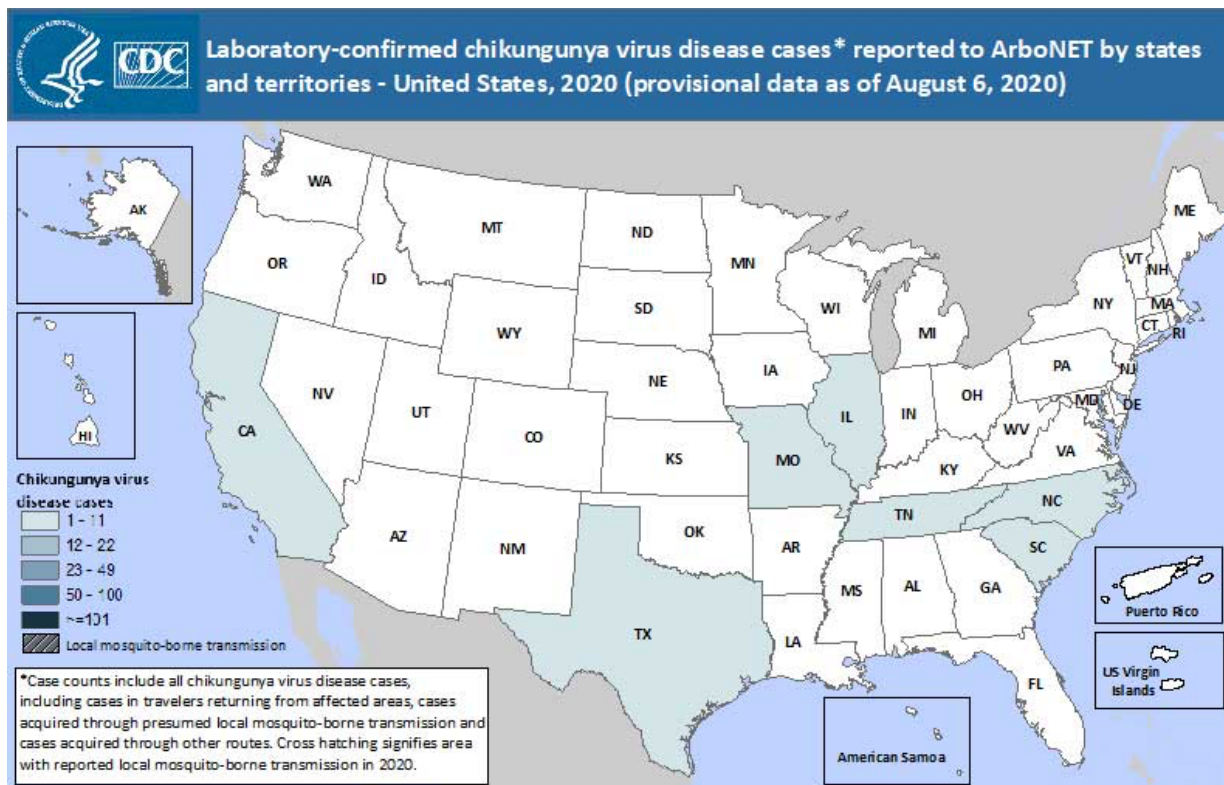 CDC
Laboratory-confirmed chikungunya virus disease cases* reported to ArboNET by states
and territories - United States, 2020 (provisional data as of August 6, 2020)
AK
HI
WA
OR
CA
ID
NV
MT
WY
UT
AZ
CO
NM
ND
SD
NE
KS
OK
TX
MN
IA
MO
AR
LA
WI
IL
MI
IN
OH
KY
TN
MS
AL
GA
FL
SC
NC
VA
WV
PA
NY
VT
NH
ME
MA
CT
RI
NJ
MD
DE
Chikungunya virus
disease cases
1 - 11
12 - 22
23 - 49
50 - 100
>=101
Local mosquito-borne transmission
*Case counts include all chikungunya virus disease cases,
including cases in travelers returning from affected areas, cases
acquired through presumed local mosquito-borne transmission and
cases acquired through other routes. Cross hatching signifies area
with reported local mosquito-borne transmission in 2020.
American Samoa
Puerto Rico
US Virgin
Islands